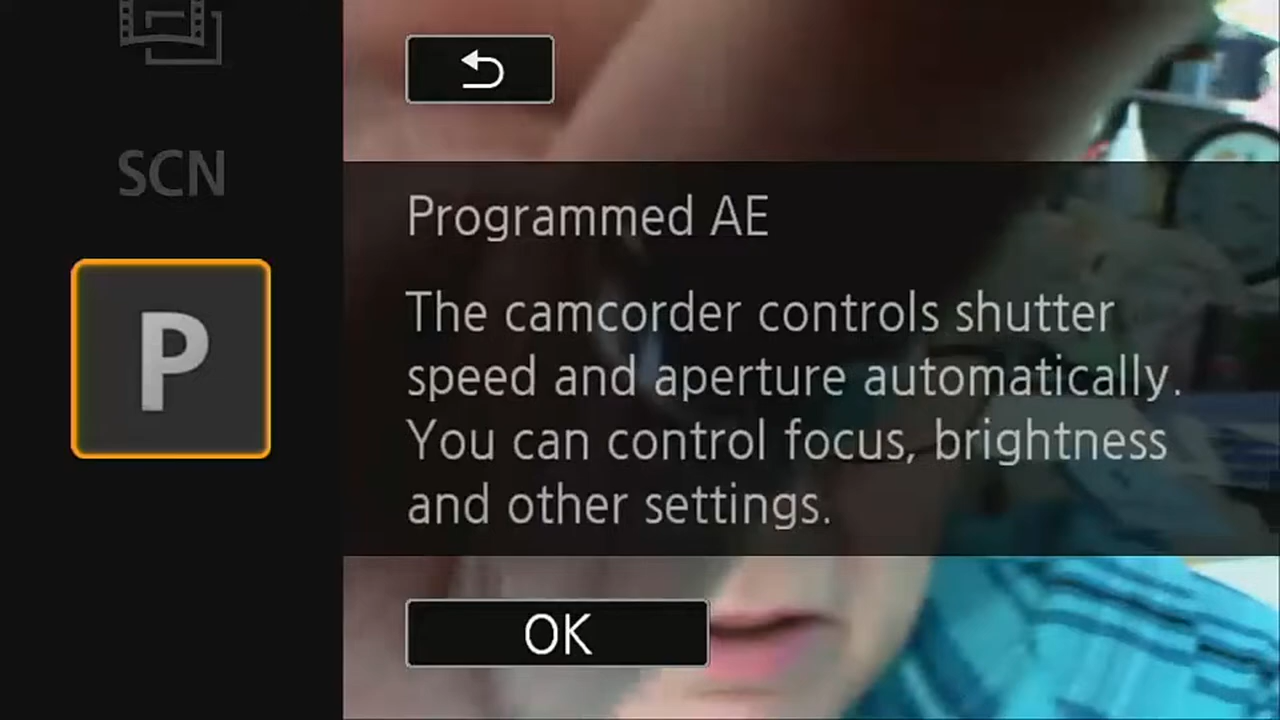 SCN
P
Programmed AE
The camcorder controls shutter
speed and aperture automatically.
You can control focus, brightness
and other settings.
OK